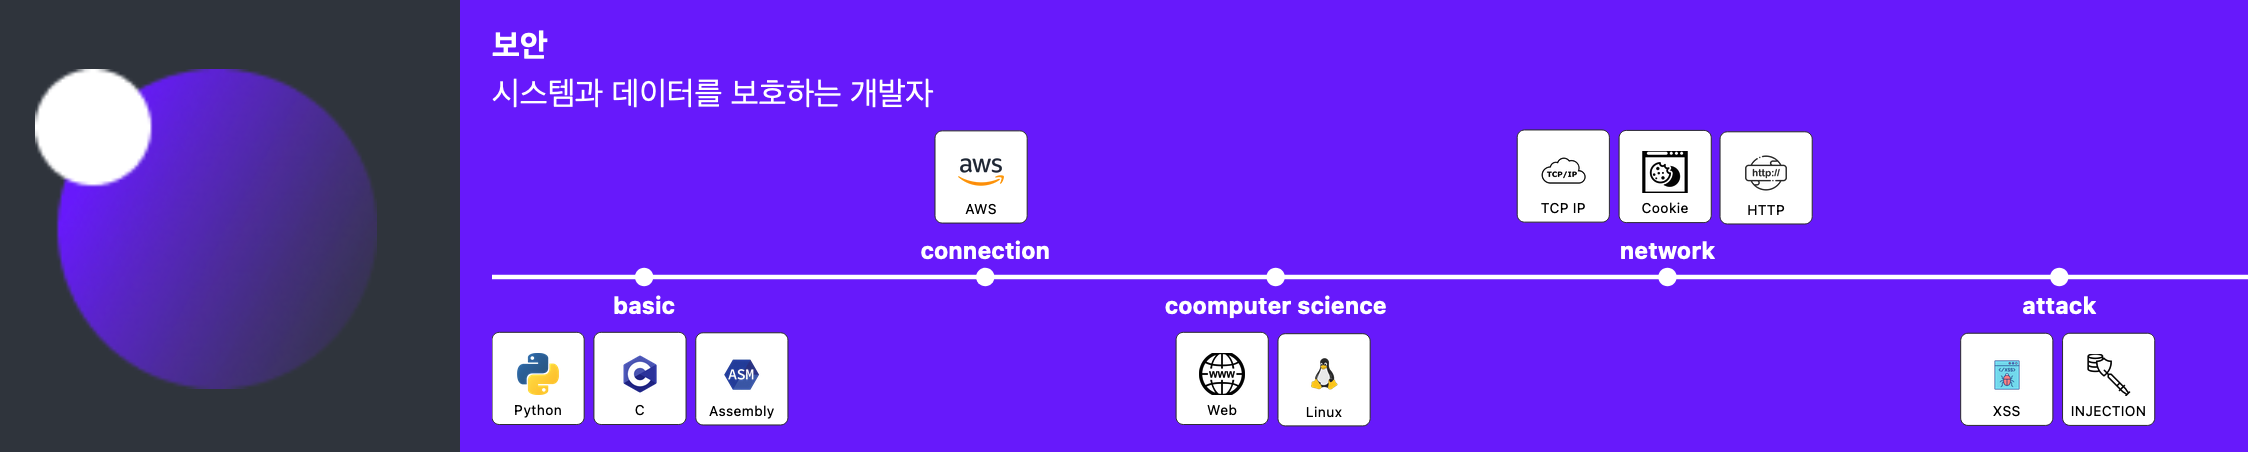 보안
시스템과 데이터를 보호하는 개발자
aws
AWS
TCP/IP
TCP IP
Cookie
http://
HTTP
connection
network
basic
coomputer science
attack
Python
C
ASM
Assembly
WWW
Web
Linux
</XSS>
XSS
INJECTION